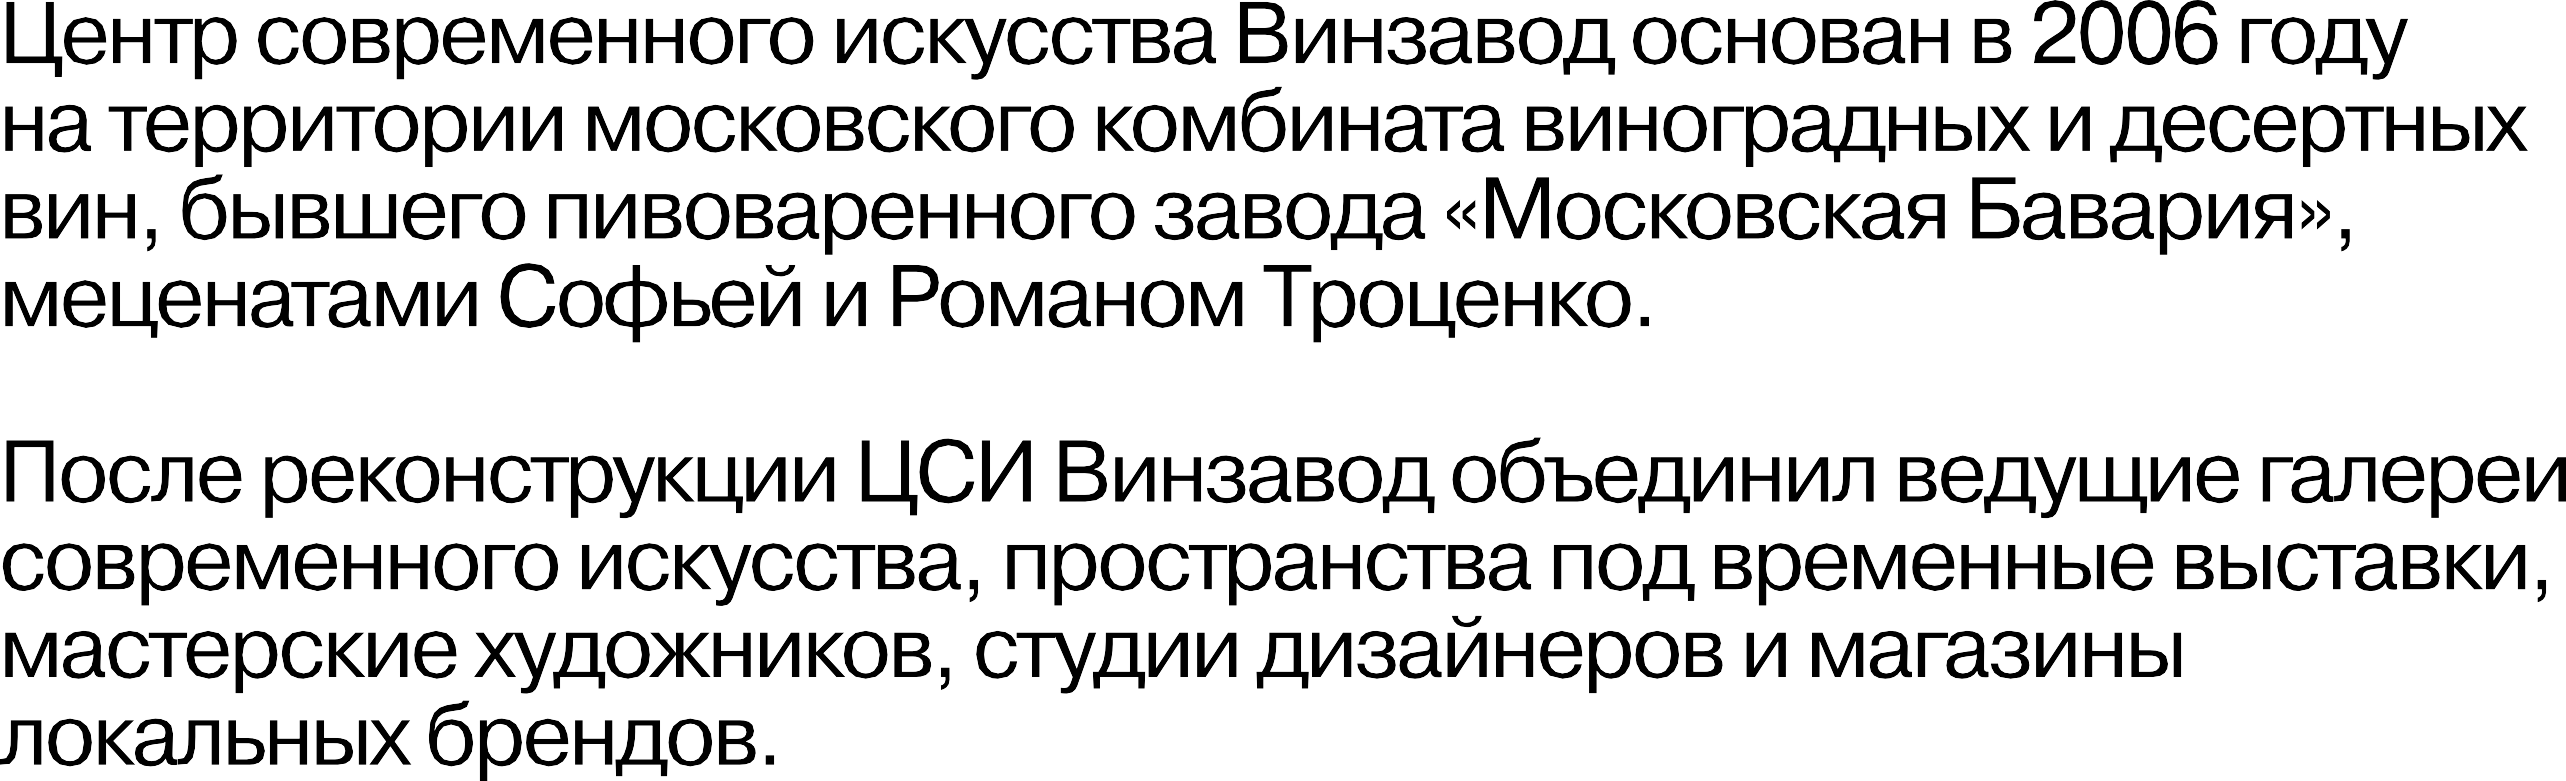 Центр современного искусства Винзавод основан в 2006 году
на территории московского комбината виноградных и десертных
вин, бывшего пивоваренного завода «Московская Бавария»,
меценатами Софьей и Романом Троценко.
После реконструкции ЦСИ Винзавод объединил ведущие галереи
современного искусства, пространства под временные выставки,
мастерские художников, студии дизайнеров и магазины
локальных брендов.